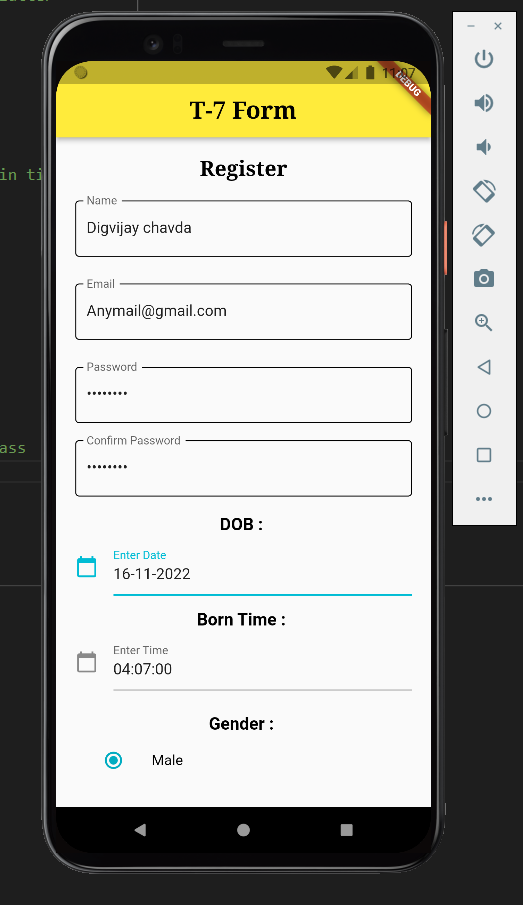 in ti
ass
11:07
DEBUG
T-7 Form
Register
Name
Digvijay chavda
Email
Anymail@gmail.com
Password
••••••••
Confirm Password
••••••••
DOB :
Enter Date
16-11-2022
Born Time :
Enter Time
04:07:00
Gender :
Male